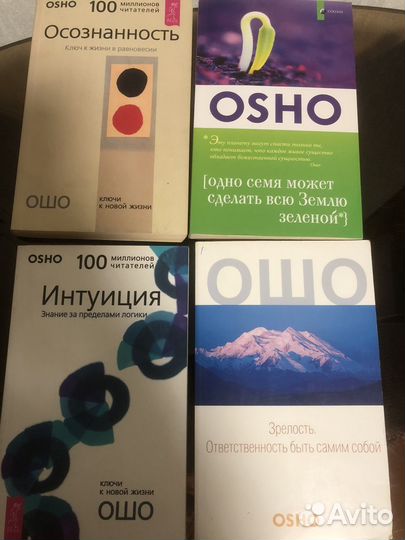 OSHO 100 миллионов читателей
Осознанность
Ключ к жизни в равновесии
ОШО
ключи
к новой жизни
OSHO
Эту планету могут спасти только те,
кто понимает, что каждое живое существо
обладает божественной сущностью.
Ошо
[одно семя может
сделать всю Землю
зеленой*}
OSHO 100 миллионов читателей
Интуиция
Знание за пределами логики
ключи
к новой жизни
ОШО
ОШО
Зрелость.
Ответственность быть самим собой
OSHO
Avito